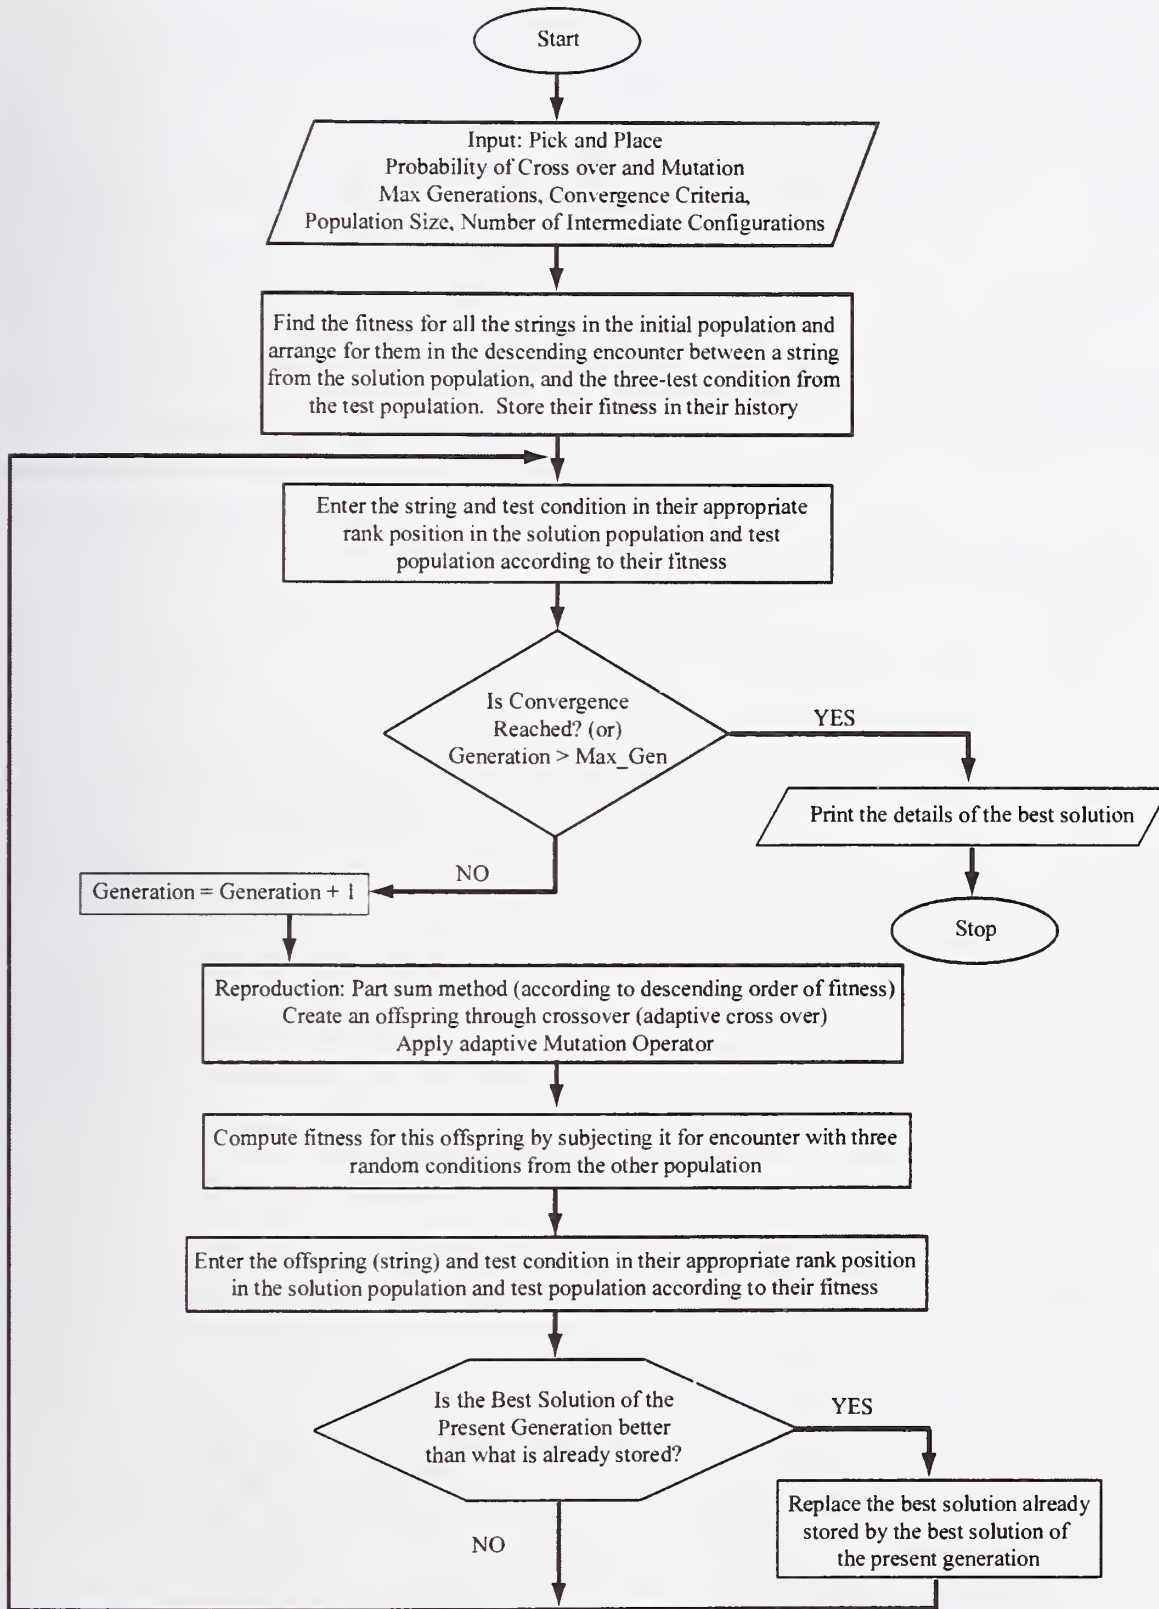 Start
Input: Pick and Place
Probability of Cross over and Mutation
Max Generations, Convergence Criteria,
Population Size, Number of Intermediate Configurations
Find the fitness for all the strings in the initial population and
arrange for them in the descending encounter between a string
from the solution population, and the three-test condition from
the test population. Store their fitness in their history
Enter the string and test condition in their appropriate
rank position in the solution population and test
population according to their fitness
Is Convergence
Reached? (or)
Generation > Max_Gen
YES
Print the details of the best solution
Stop
NO
Generation = Generation + 1
Reproduction: Part sum method (according to descending order of fitness)
Create an offspring through crossover (adaptive cross over)
Apply adaptive Mutation Operator
Compute fitness for this offspring by subjecting it for encounter with three
random conditions from the other population
Enter the offspring (string) and test condition in their appropriate rank position
in the solution population and test population according to their fitness
Is the Best Solution of the
Present Generation better
than what is already stored?
YES
Replace the best solution already
stored by the best solution of
the present generation
NO